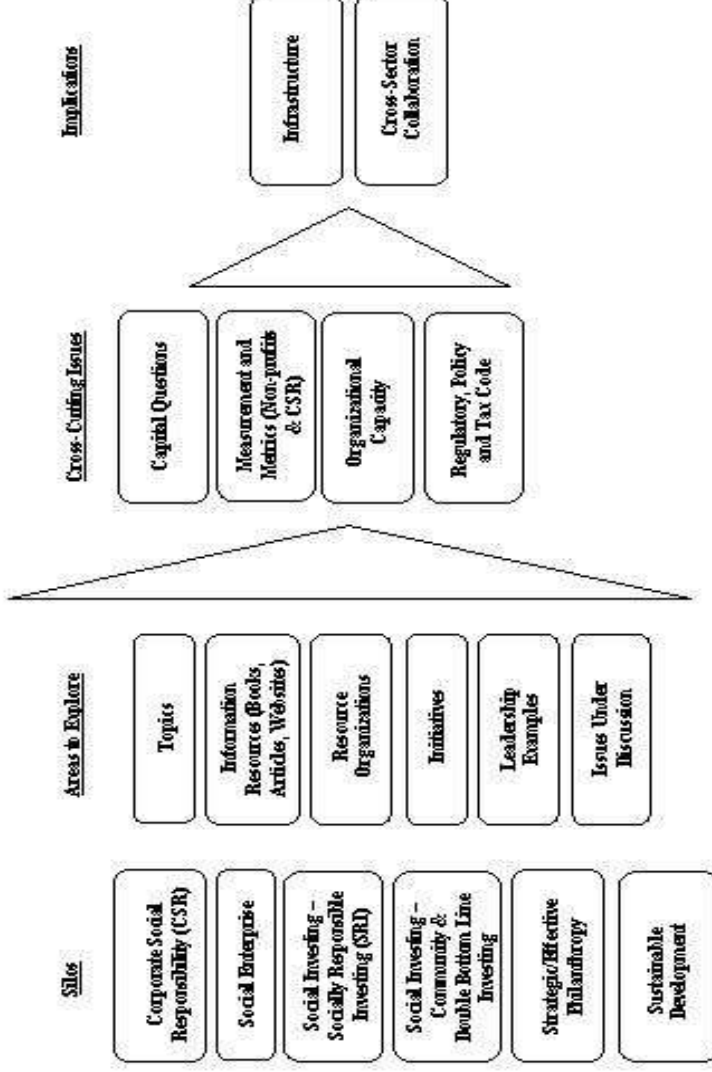 Silos
Corporate Social
Responsibility (CSR)
Social Enterprise
Social Investing –
Socially Responsible
Investing (SRI)
Social Investing –
Community &
Double Bottom Line
Investing
Strategic/Effective
Philanthropy
Sustainable
Development
Areas to Explore
Topics
Information
Resources (Books,
Articles, Websites)
Resource
Organizations
Initiatives
Leadership
Examples
Issues Under
Discussion
Cross-Cutting Issues
Capital Questions
Measurement and
Metrics (Non-profits
& CSR)
Organizational
Capacity
Regulatory, Policy
and Tax Code
Implications
Infrastructure
Cross-Sector
Collaboration